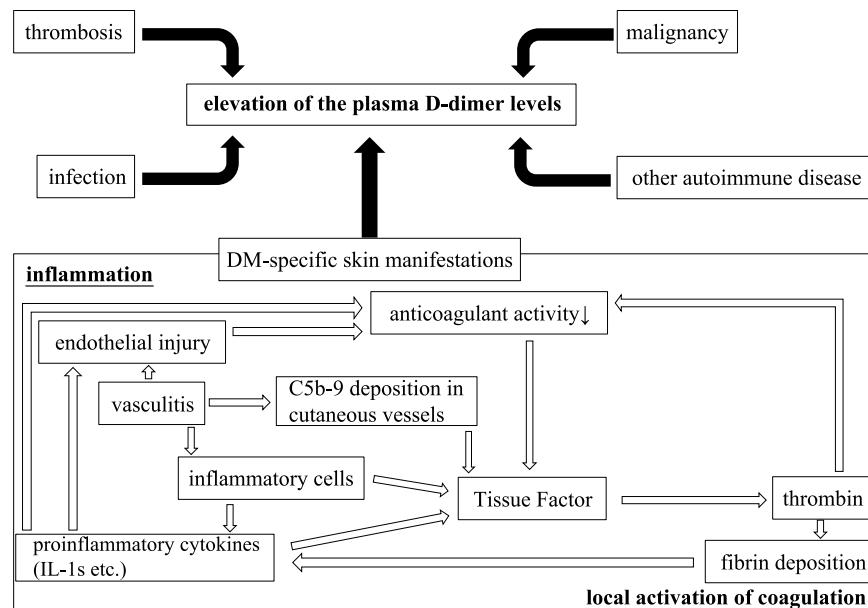 thrombosis
malignancy
elevation of the plasma D-dimer levels
infection
other autoimmune disease
DM-specific skin manifestations
inflammation
anticoagulant activity↓
endothelial injury
C5b-9 deposition in
cutaneous vessels
vasculitis
inflammatory cells
Tissue Factor
thrombin
proinflammatory cytokines
(IL-1s etc.)
fibrin deposition
local activation of coagulation